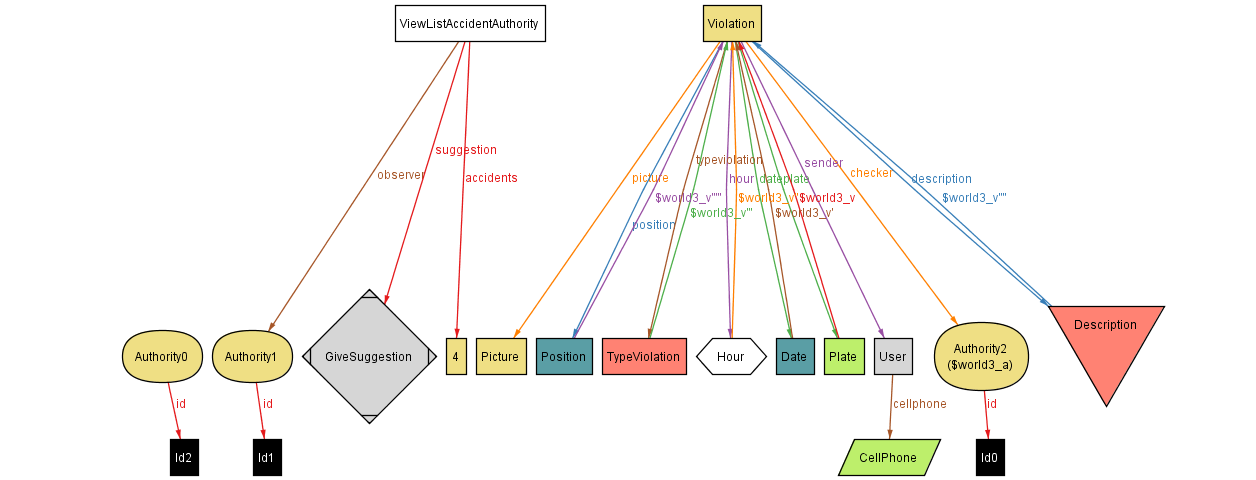 ViewListAccidentAuthority
Violation
suggestion
observer
accidents
typeviolation
sender
picture
hour
date
plate
checker
description
$world3_v''''
$world3_v'
$world3_v
$world3_v'''''
$world3_v'''
$world3_v''
position
Authority0
Authority1
GiveSuggestion
4
Picture
Position
TypeViolation
Hour
Date
Plate
User
Authority2
($world3_a)
Description
id
id
cellphone
id
Id2
Id1
CellPhone
Id0